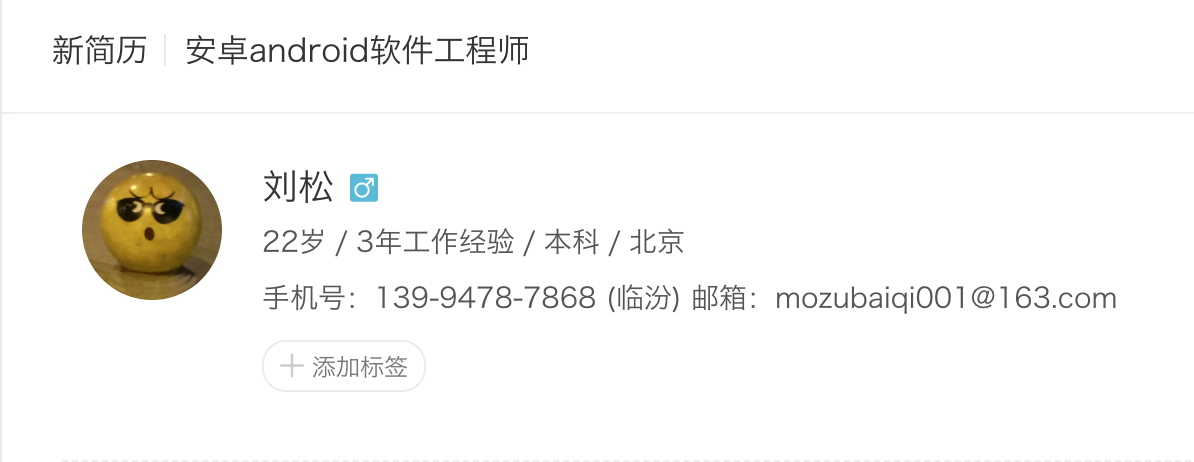 新简历 安卓android软件工程师
刘松
22岁 / 3年工作经验 / 本科 / 北京
手机号：139-9478-7868 (临汾) 邮箱：mozubaiqi001@163.com
添加标签